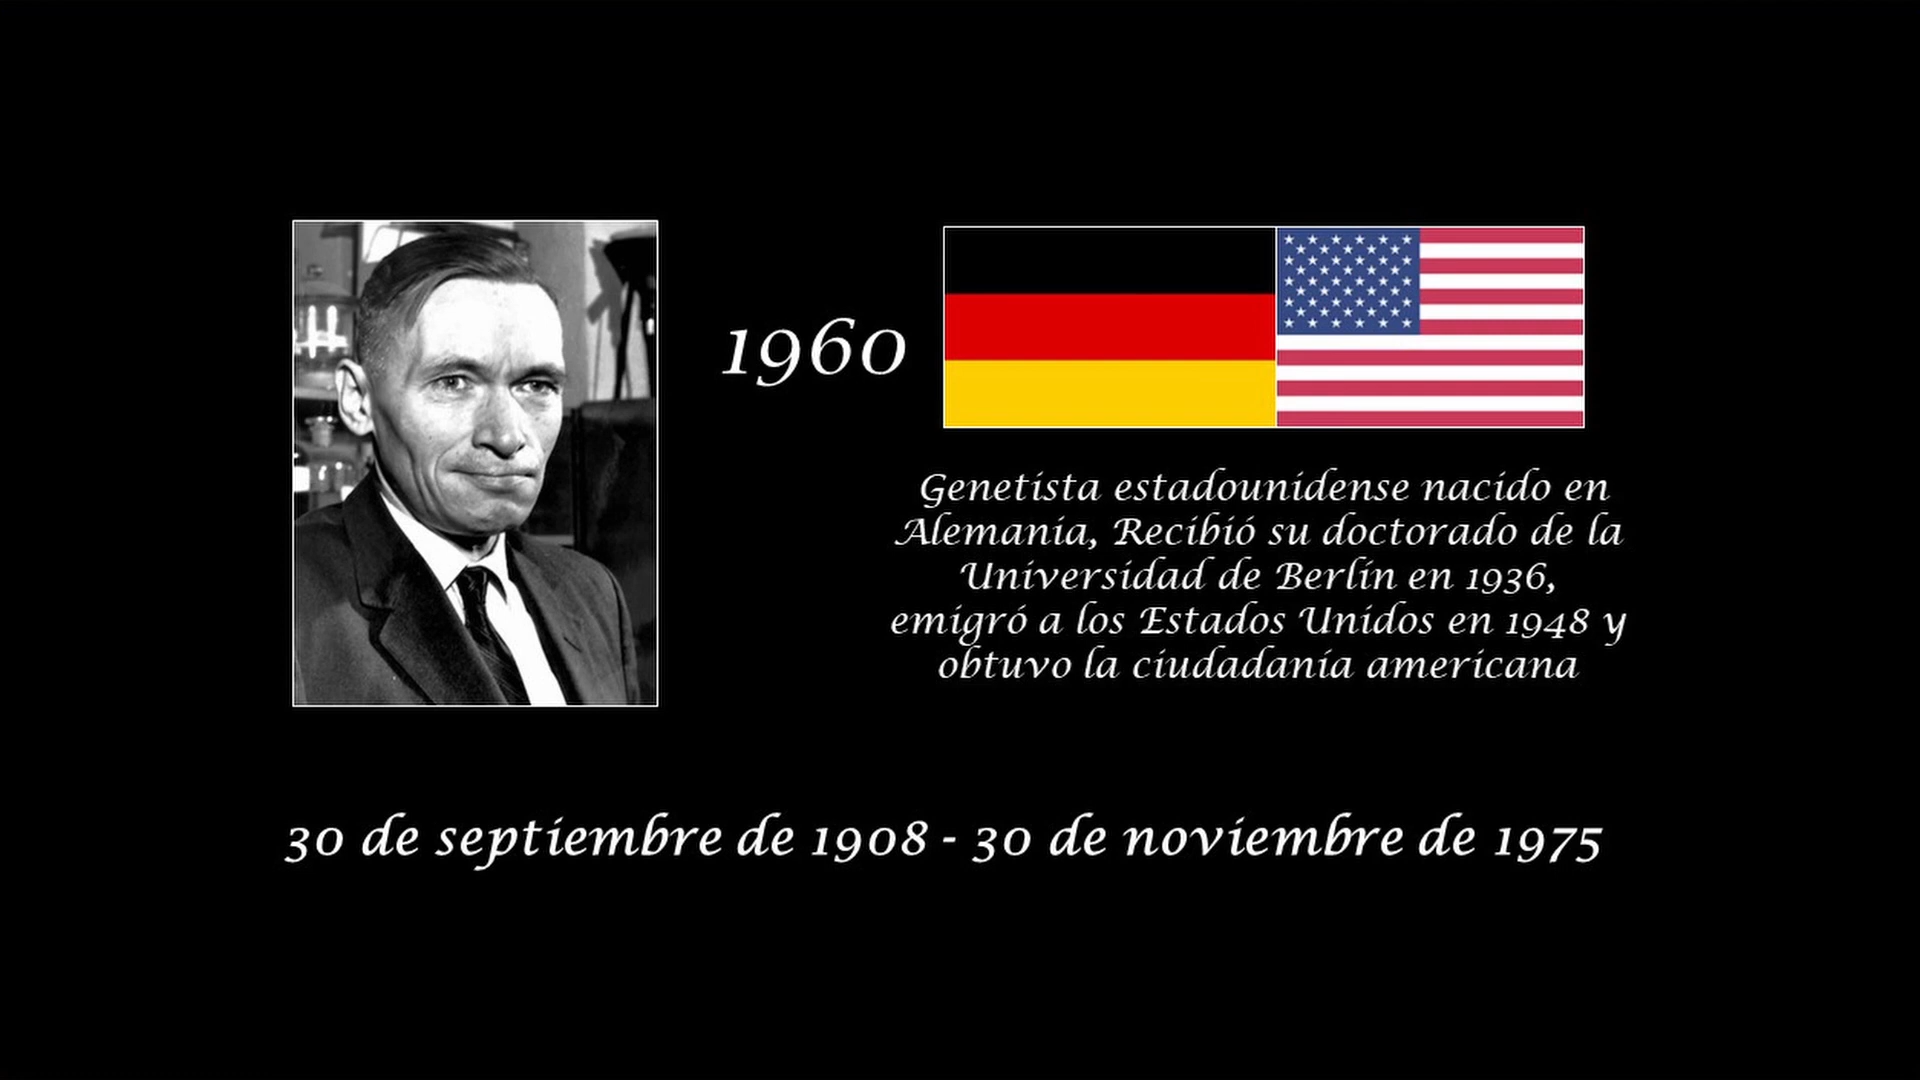 1960
Genetista estadounidense nacido en
Alemania, Recibió su doctorado de la
Universidad de Berlín en 1936,
emigró a los Estados Unidos en 1948 y
obtuvo la ciudadanía americana
30 de septiembre de 1908 - 30 de noviembre de 1975